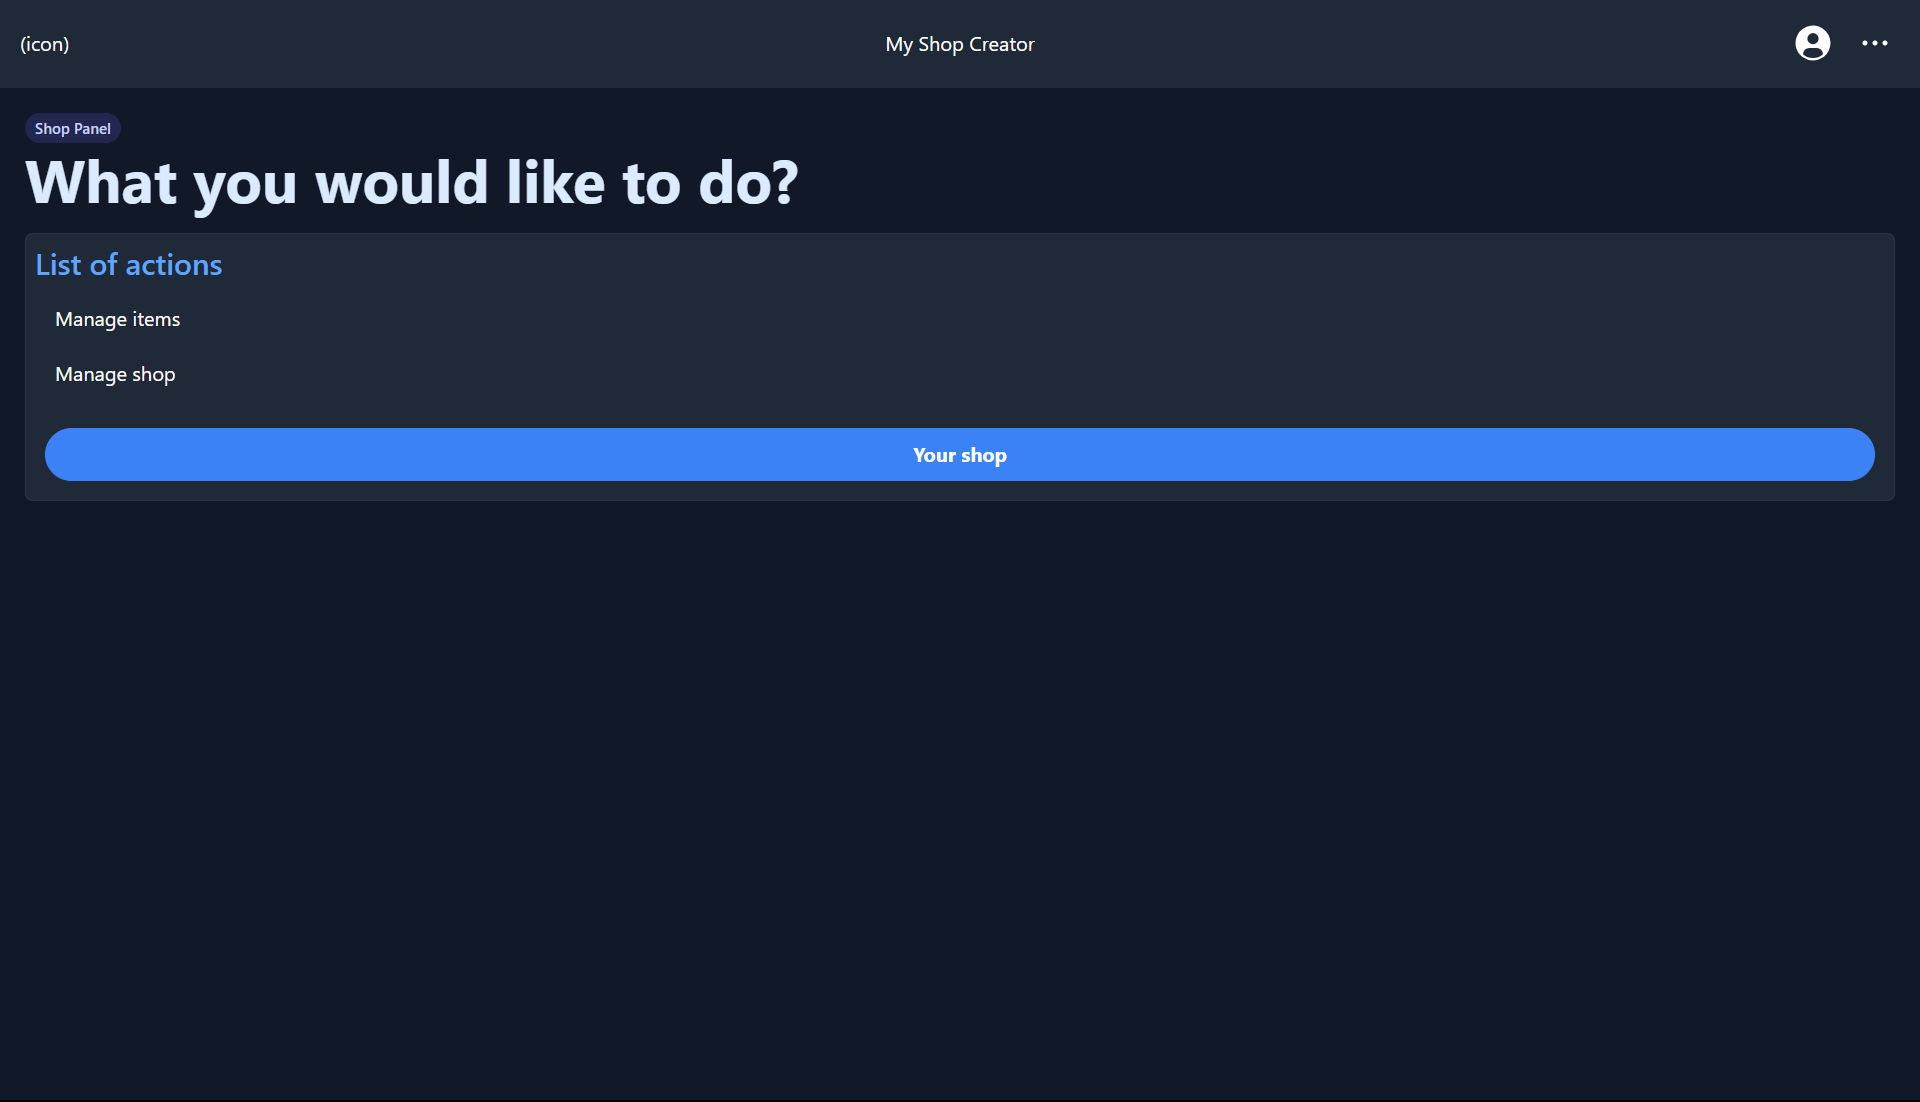 (icon)
My Shop Creator
Shop Panel
What you would like to do?
List of actions
Manage items
Manage shop
Your shop